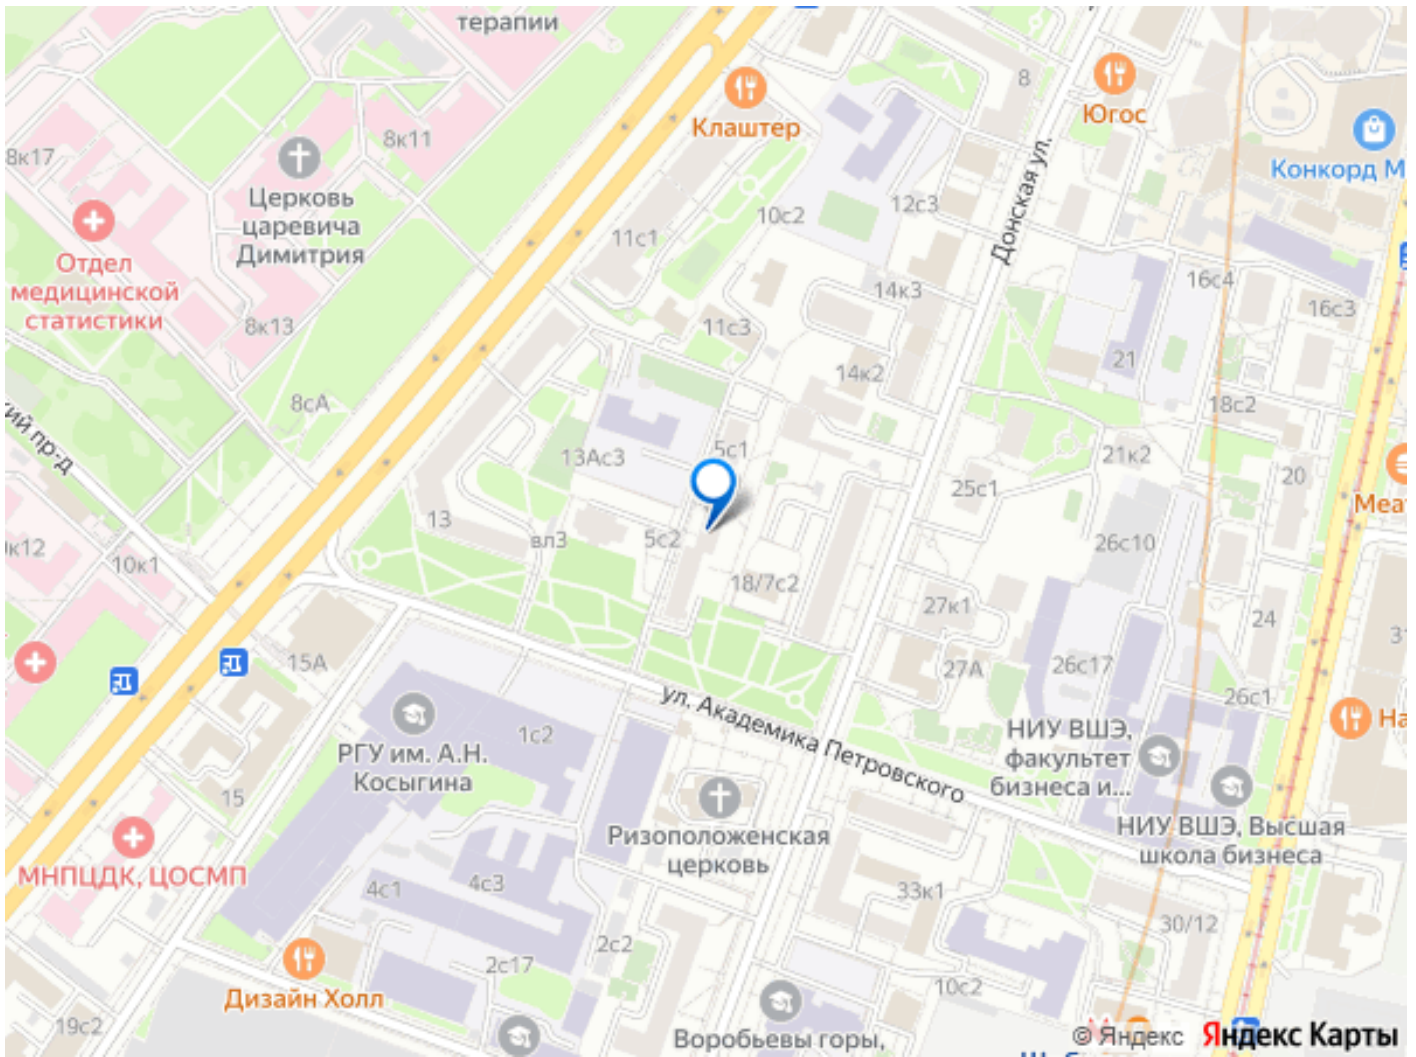 терапии
8
Клаштер
Югос
8к11
8к17
Конкорд М
Церковь
царевича
Димитрия
Донская ул.
12с3
10с2
11с1
Отдел
медицинской
статистики
14к3
16с4
16с3
8к13
11с3
21
14к2
8сА
18с2
кий пр-д
5с1
13Ас3
21к2
20
25с1
Меат
13
вл3
5с2
26с10
10к1
18/7с2
27к1
24
15А
27А
26с17
26с1
ул. Академика Петровского
1с2
НИУ ВШЭ,
факультет
бизнеса и...
На
РГУ им. А.Н.
Косыгина
15
НИУ ВШЭ, Высшая
школа бизнеса
Ризоположенская
церковь
МНПЦДК, ЦОСМП
4с1
4с3
33к1
30/12
2с2
2с17
10с2
Дизайн Холл
19с2
Воробьевы горы,
© Яндекс Яндекс Карты